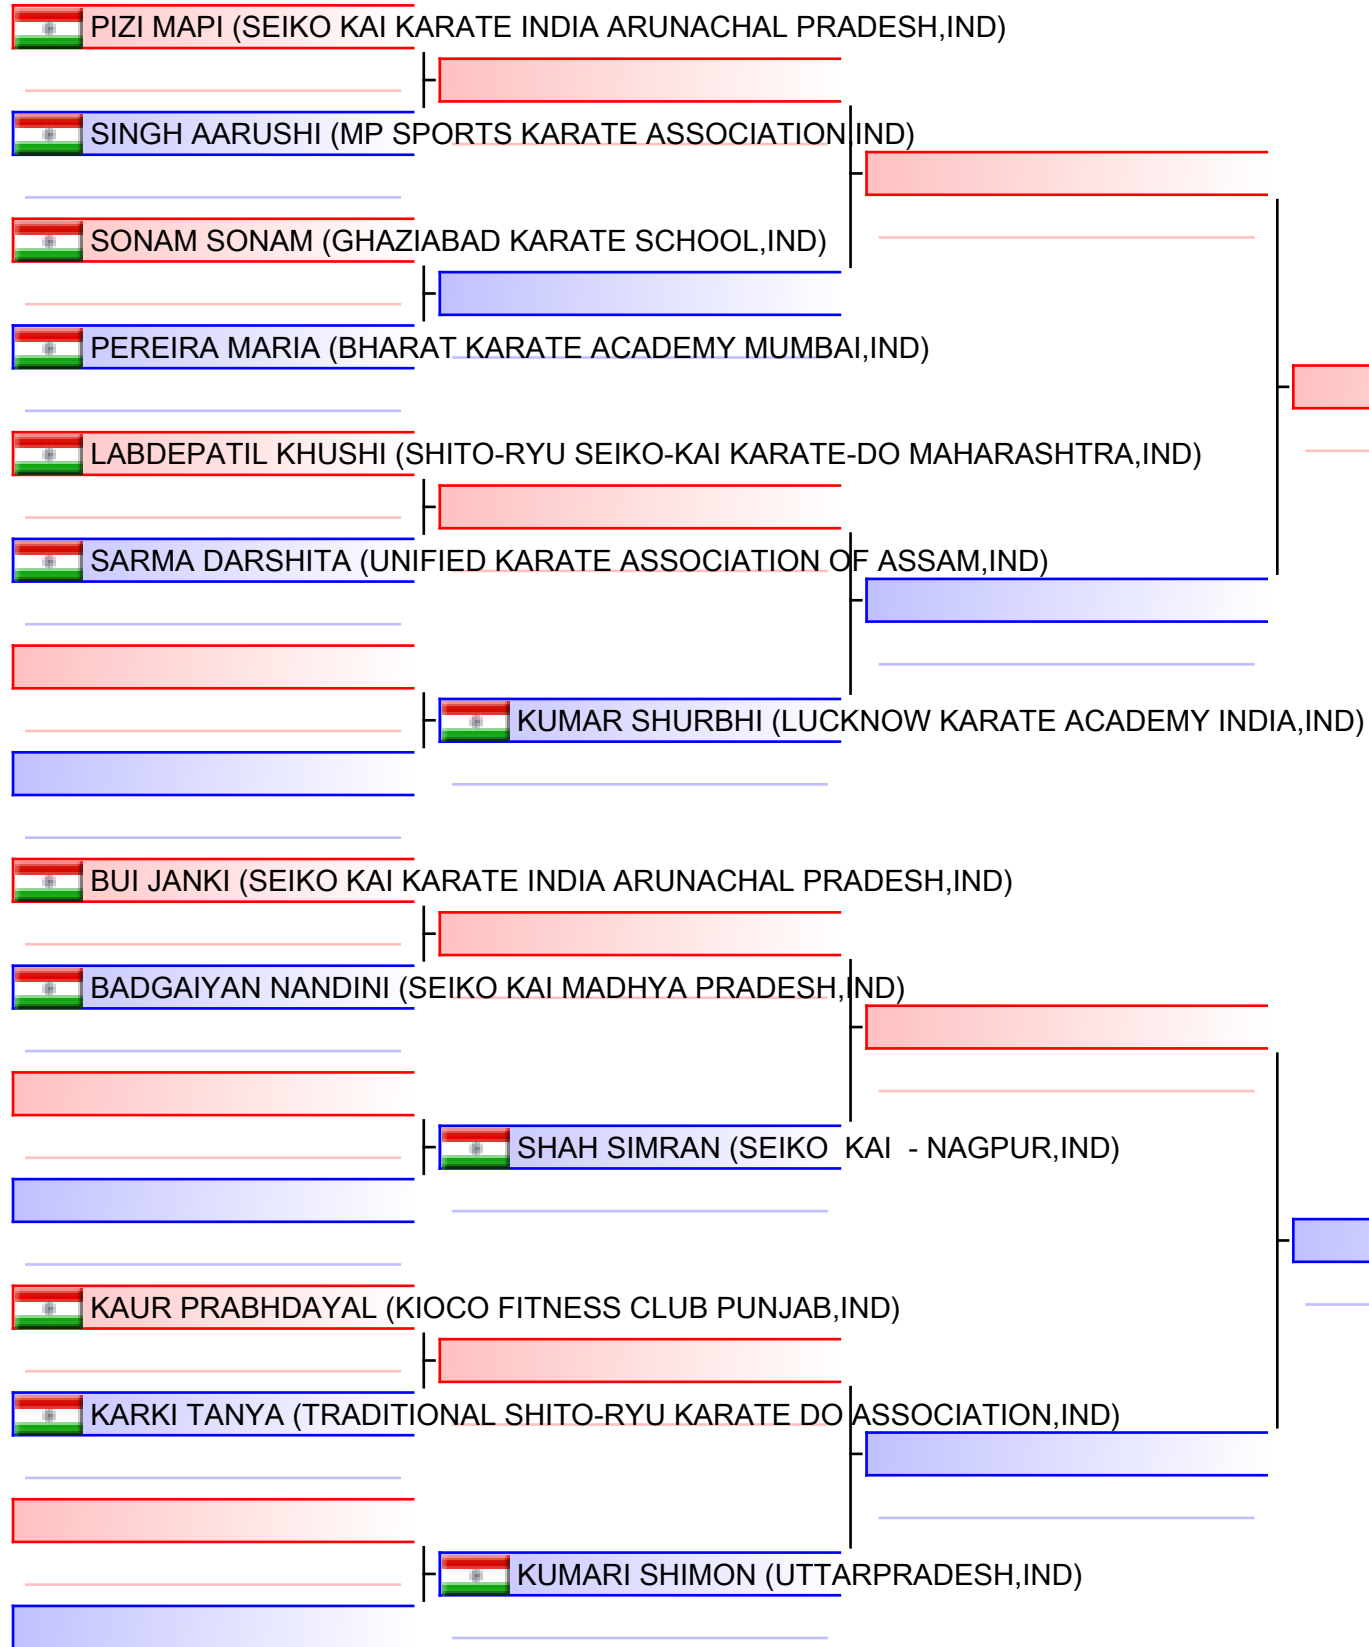 PIZI MAPI (SEIKO KAI KARATE INDIA ARUNACHAL PRADESH,IND)
SINGH AARUSHI (MP SPORTS KARATE ASSOCIATION,IND)
SONAM SONAM (GHAZIABAD KARATE SCHOOL,IND)
PEREIRA MARIA (BHARAT KARATE ACADEMY MUMBAI,IND)
LABDEPATIL KHUSHI (SHITO-RYU SEIKO-KAI KARATE-DO MAHARASHTRA,IND)
SARMA DARSHITA (UNIFIED KARATE ASSOCIATION OF ASSAM,IND)
KUMAR SHURBHI (LUCKNOW KARATE ACADEMY INDIA,IND)
BUI JANKI (SEIKO KAI KARATE INDIA ARUNACHAL PRADESH,IND)
BADGAIYAN NANDINI (SEIKO KAI MADHYA PRADESH,IND)
SHAH SIMRAN (SEIKO  KAI  - NAGPUR,IND)
KAUR PRABHDAYAL (KIOCO FITNESS CLUB PUNJAB,IND)
KARKI TANYA (TRADITIONAL SHITO-RYU KARATE DO ASSOCIATION,IND)
KUMARI SHIMON (UTTARPRADESH,IND)